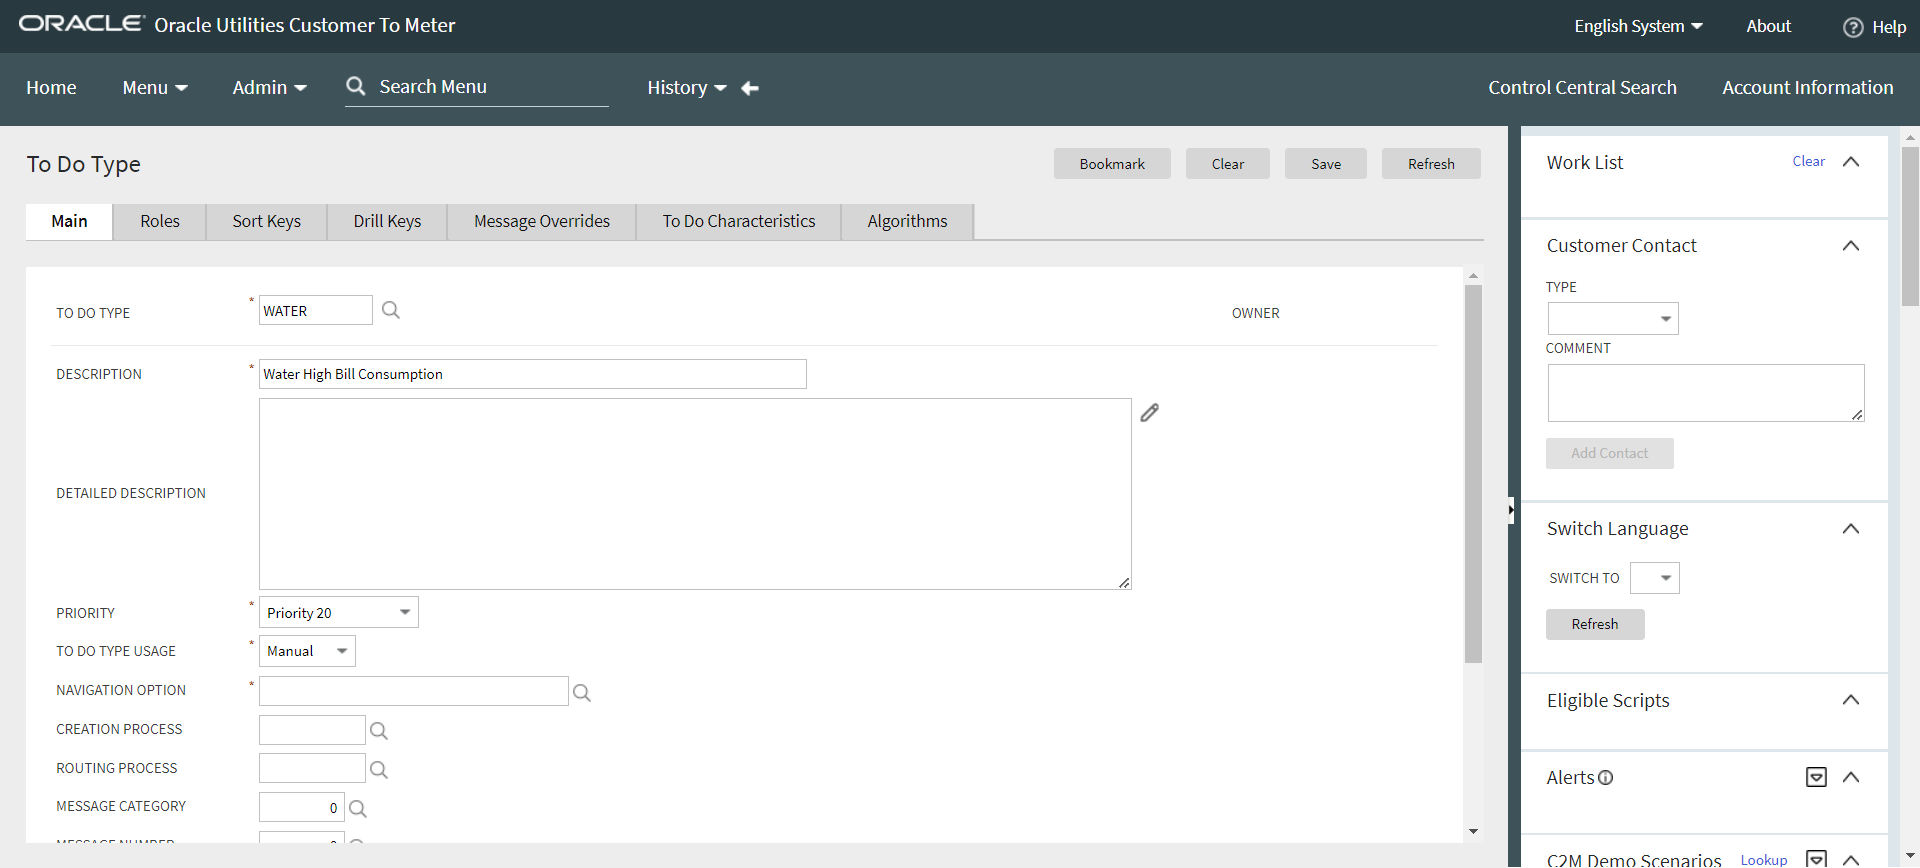 ORACLE Oracle Utilities Customer To Meter English System About Help
Home Menu Admin Search Menu History Control Central Search Account Information
To Do Type Bookmark Clear Save Refresh
Main Roles Sort Keys Drill Keys Message Overrides To Do Characteristics Algorithms
TO DO TYPE * WATER OWNER
DESCRIPTION * Water High Bill Consumption
DETAILED DESCRIPTION
PRIORITY * Priority 20
TO DO TYPE USAGE * Manual
NAVIGATION OPTION *
CREATION PROCESS
ROUTING PROCESS
MESSAGE CATEGORY 0
MESSAGE NUMBER 0
Work List Clear
Customer Contact
TYPE
COMMENT
Add Contact
Switch Language
SWITCH TO
Refresh
Eligible Scripts
Alerts
C2M Demo Scenarios Lookup